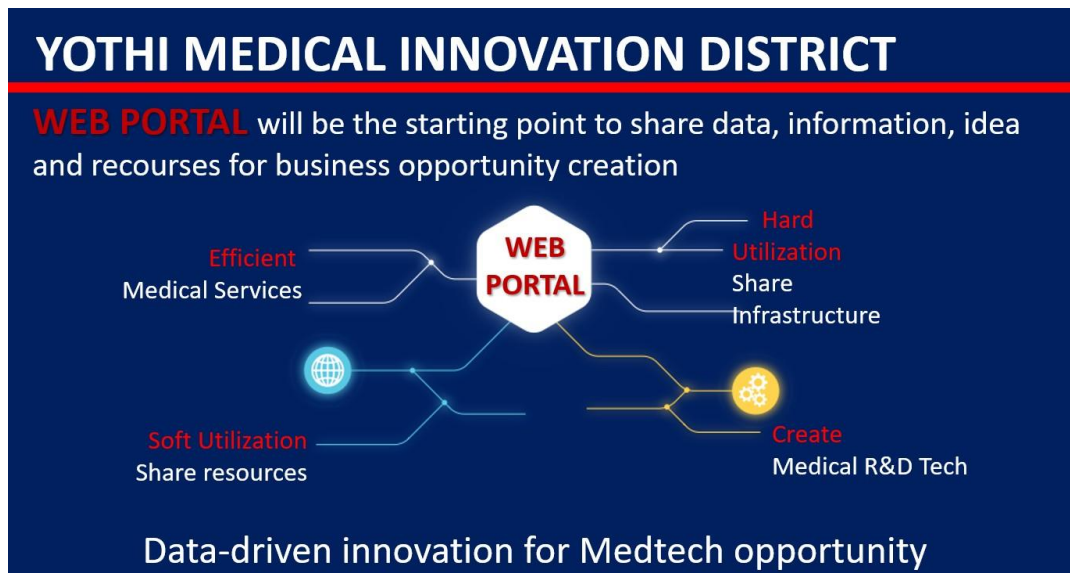 YOTHI MEDICAL INNOVATION DISTRICT
WEB PORTAL will be the starting point to share data, information, idea
and recourses for business opportunity creation
Efficient
Medical Services
WEB
PORTAL
Hard
Utilization
Share
Infrastructure
Soft Utilization
Share resources
Create
Medical R&D Tech
Data-driven innovation for Medtech opportunity